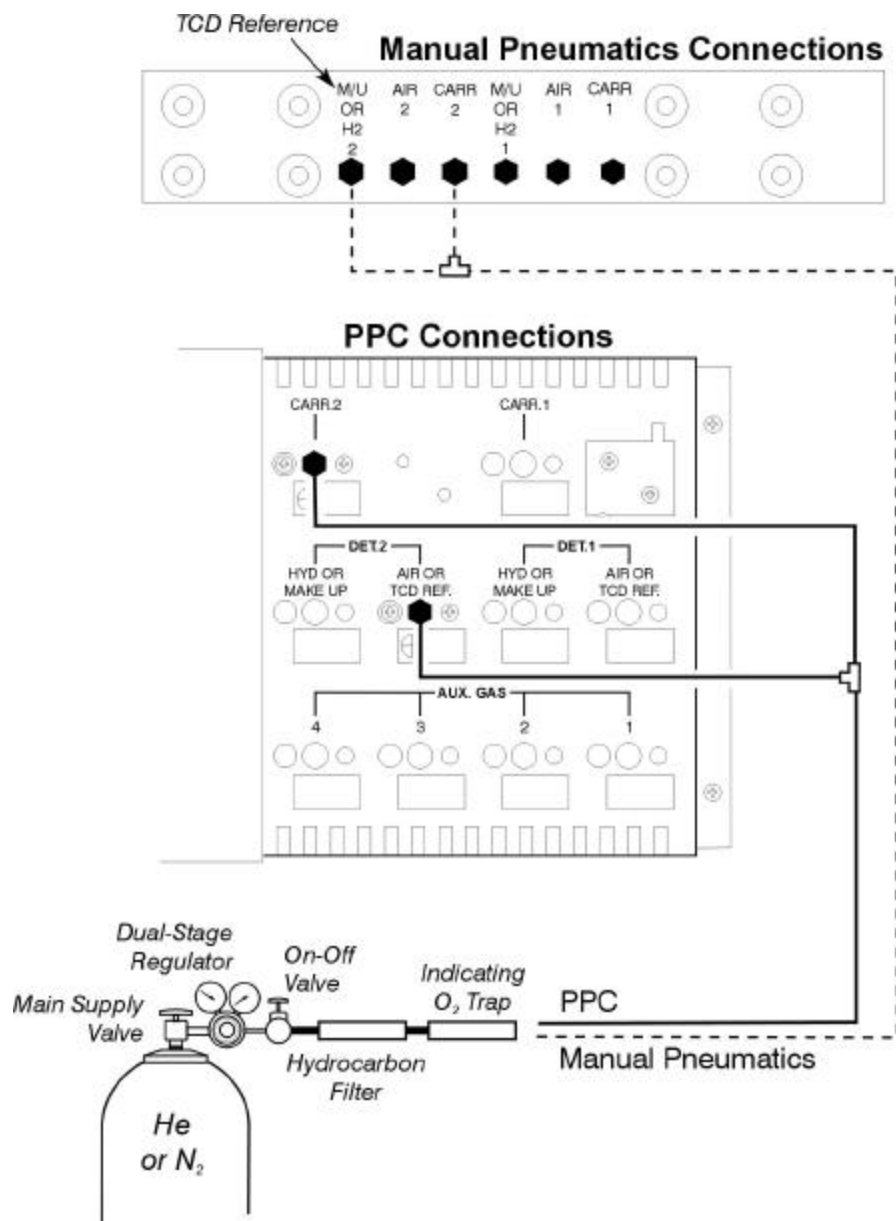 TCD Reference
Manual Pneumatics Connections
M/U
OR
H2
2
AIR
2
CARR
2
M/U
OR
H2
1
AIR
1
CARR
1
PPC Connections
CARR.2
CARR.1
DET.2
DET.1
HYD OR
MAKE UP
AIR OR
TCD REF.
HYD OR
MAKE UP
AIR OR
TCD REF.
AUX. GAS
4
3
2
1
Dual-Stage
Regulator
On-Off
Valve
Indicating
O₂ Trap
Main Supply
Valve
PPC
Hydrocarbon
Filter
Manual Pneumatics
He
or N₂